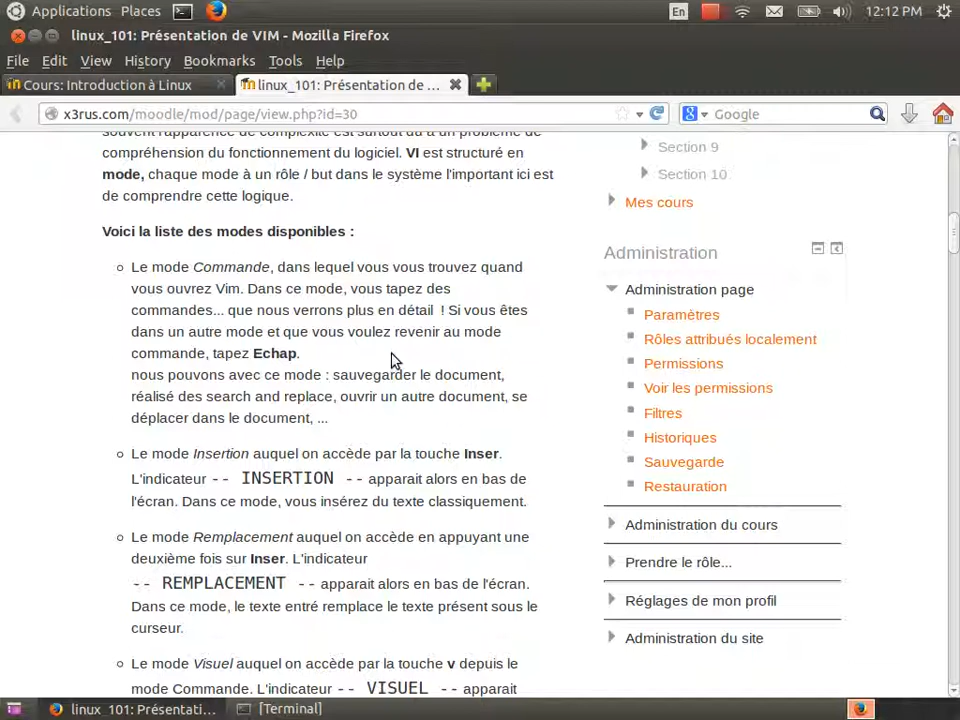 Applications Places En 12:12 PM
linux_101: Présentation de VIM - Mozilla Firefox
File Edit View History Bookmarks Tools Help
Cours: Introduction à Linux linux_101: Présentation de ...
x3rus.com/moodle/mod/page/view.php?id=30 Google
souvent l'apparence de complexité est surtout dû à un problème de
compréhension du fonctionnement du logiciel. VI est structuré en
mode, chaque mode à un rôle / but dans le système l'important ici est
de comprendre cette logique.
Voici la liste des modes disponibles :
Le mode Commande, dans lequel vous vous trouvez quand
vous ouvrez Vim. Dans ce mode, vous tapez des
commandes... que nous verrons plus en détail ! Si vous êtes
dans un autre mode et que vous voulez revenir au mode
commande, tapez Echap.
nous pouvons avec ce mode : sauvegarder le document,
réalisé des search and replace, ouvrir un autre document, se
déplacer dans le document, ...
Le mode Insertion auquel on accède par la touche Inser.
L'indicateur -- INSERTION -- apparait alors en bas de
l'écran. Dans ce mode, vous insérez du texte classiquement.
Le mode Remplacement auquel on accède en appuyant une
deuxième fois sur Inser. L'indicateur
-- REMPLACEMENT -- apparait alors en bas de l'écran.
Dans ce mode, le texte entré remplace le texte présent sous le
curseur.
Le mode Visuel auquel on accède par la touche v depuis le
mode Commande. L'indicateur -- VISUEL -- apparait
Section 9
Section 10
Mes cours
Administration
Administration page
Paramètres
Rôles attribués localement
Permissions
Voir les permissions
Filtres
Historiques
Sauvegarde
Restauration
Administration du cours
Prendre le rôle...
Réglages de mon profil
Administration du site
linux_101: Présentati... [Terminal]